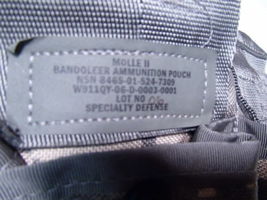 MOLLE II
BANDOLEER AMMUNITION POUCH
NSN 8465-01-524-7309
W911QY-06-D-0003-0001
LOT NO
SPECIALTY DEFENSE